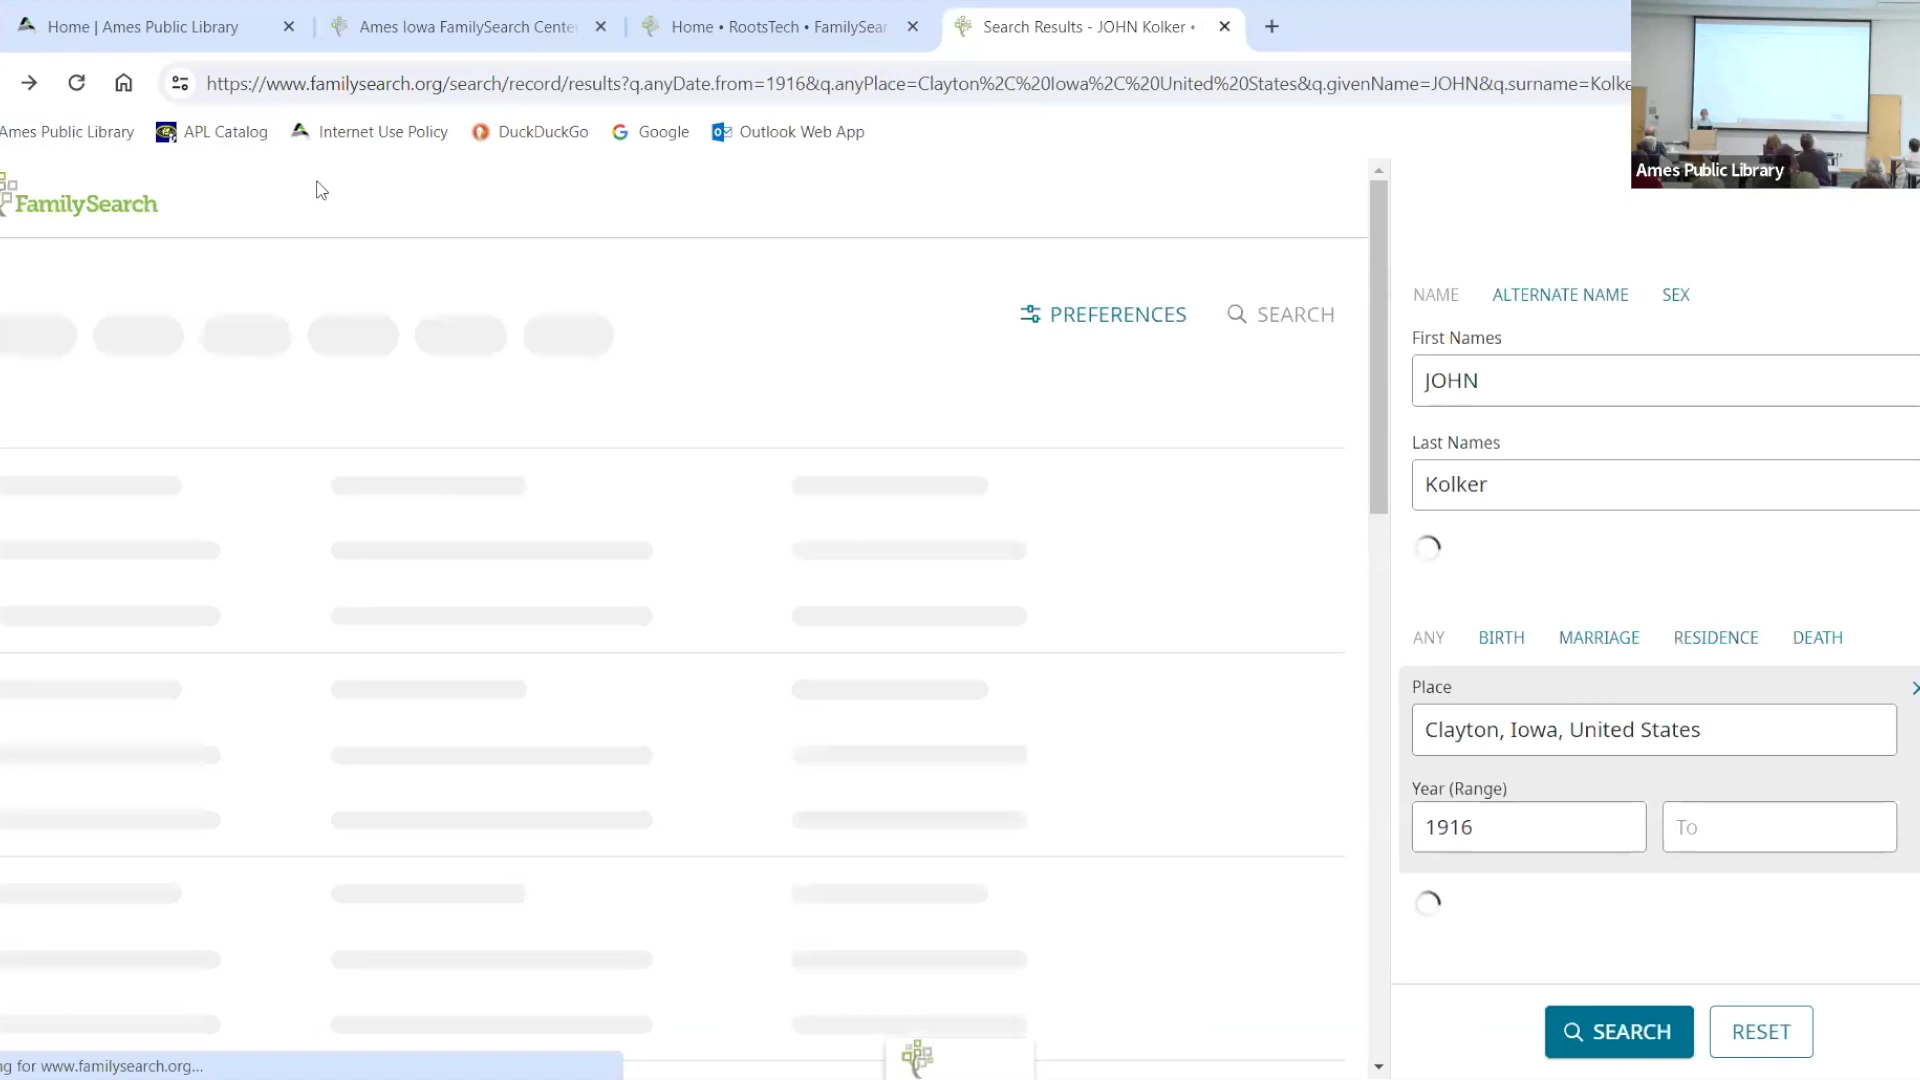 Home | Ames Public Library
Ames Iowa FamilySearch Cente
Home • RootsTech • FamilySear
Search Results - JOHN Kolker •
https://www.familysearch.org/search/record/results?q.anyDate.from=1916&q.anyPlace=Clayton%2C%20Iowa%2C%20United%20States&q.givenName=JOHN&q.surname=Kolke
Ames Public Library
APL Catalog
Internet Use Policy
DuckDuckGo
Google
Outlook Web App
Ames Public Library
FamilySearch
PREFERENCES
SEARCH
NAME
ALTERNATE NAME
SEX
First Names
JOHN
Last Names
Kolker
ANY
BIRTH
MARRIAGE
RESIDENCE
DEATH
Place
Clayton, Iowa, United States
Year (Range)
1916
To
SEARCH
RESET
ng for www.familysearch.org...